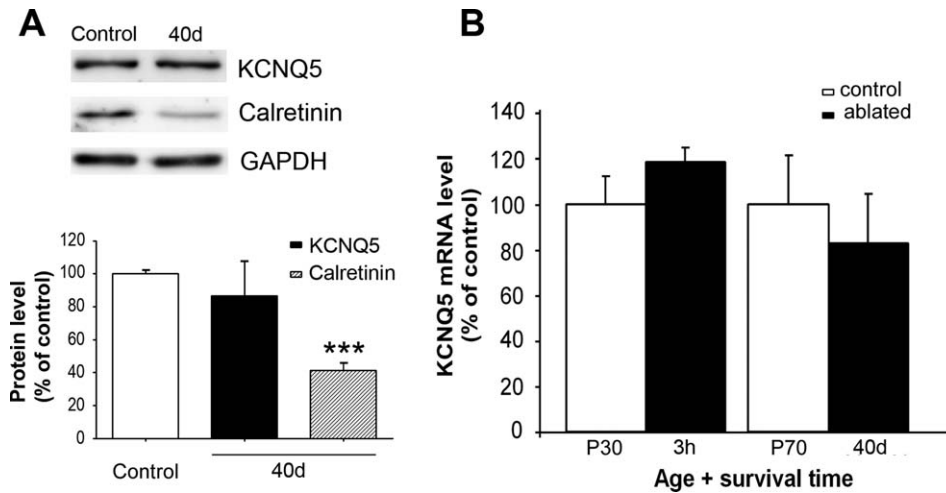 A
Control 40d
KCNQ5
Calretinin
GAPDH
Protein level
(% of control)
120
100
80
60
40
20
0
KCNQ5
Calretinin
***
Control
40d
B
KCNQ5 mRNA level
(% of control)
140
120
100
80
60
40
20
0
control
ablated
P30 3h P70 40d
Age + survival time